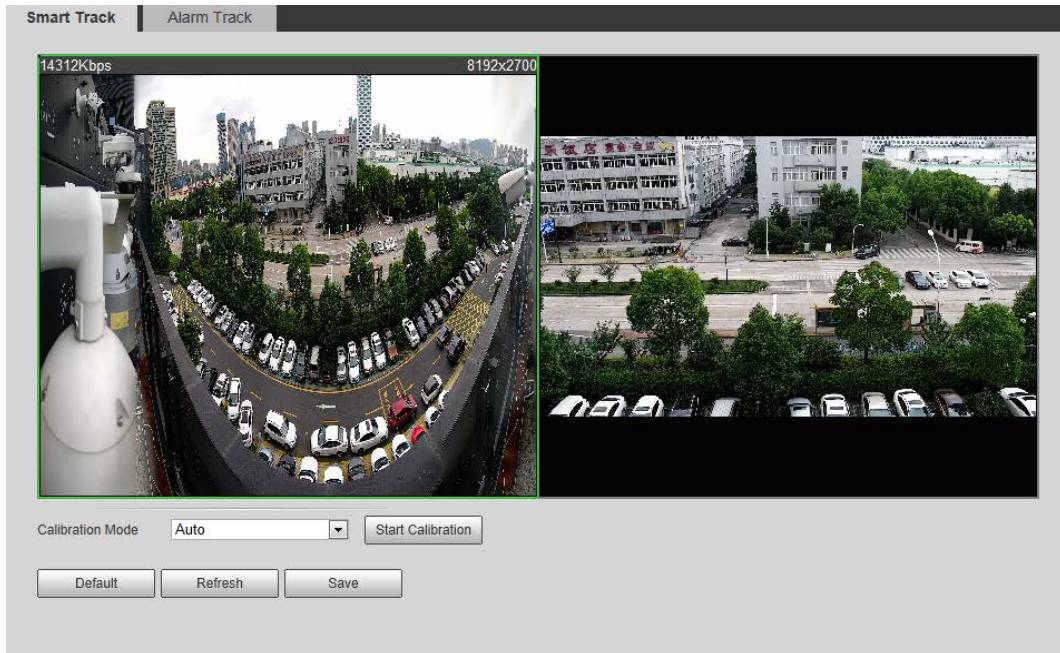 Smart Track
Alarm Track
14312Kbps
8192x2700
Calibration Mode
Auto
Start Calibration
Default
Refresh
Save